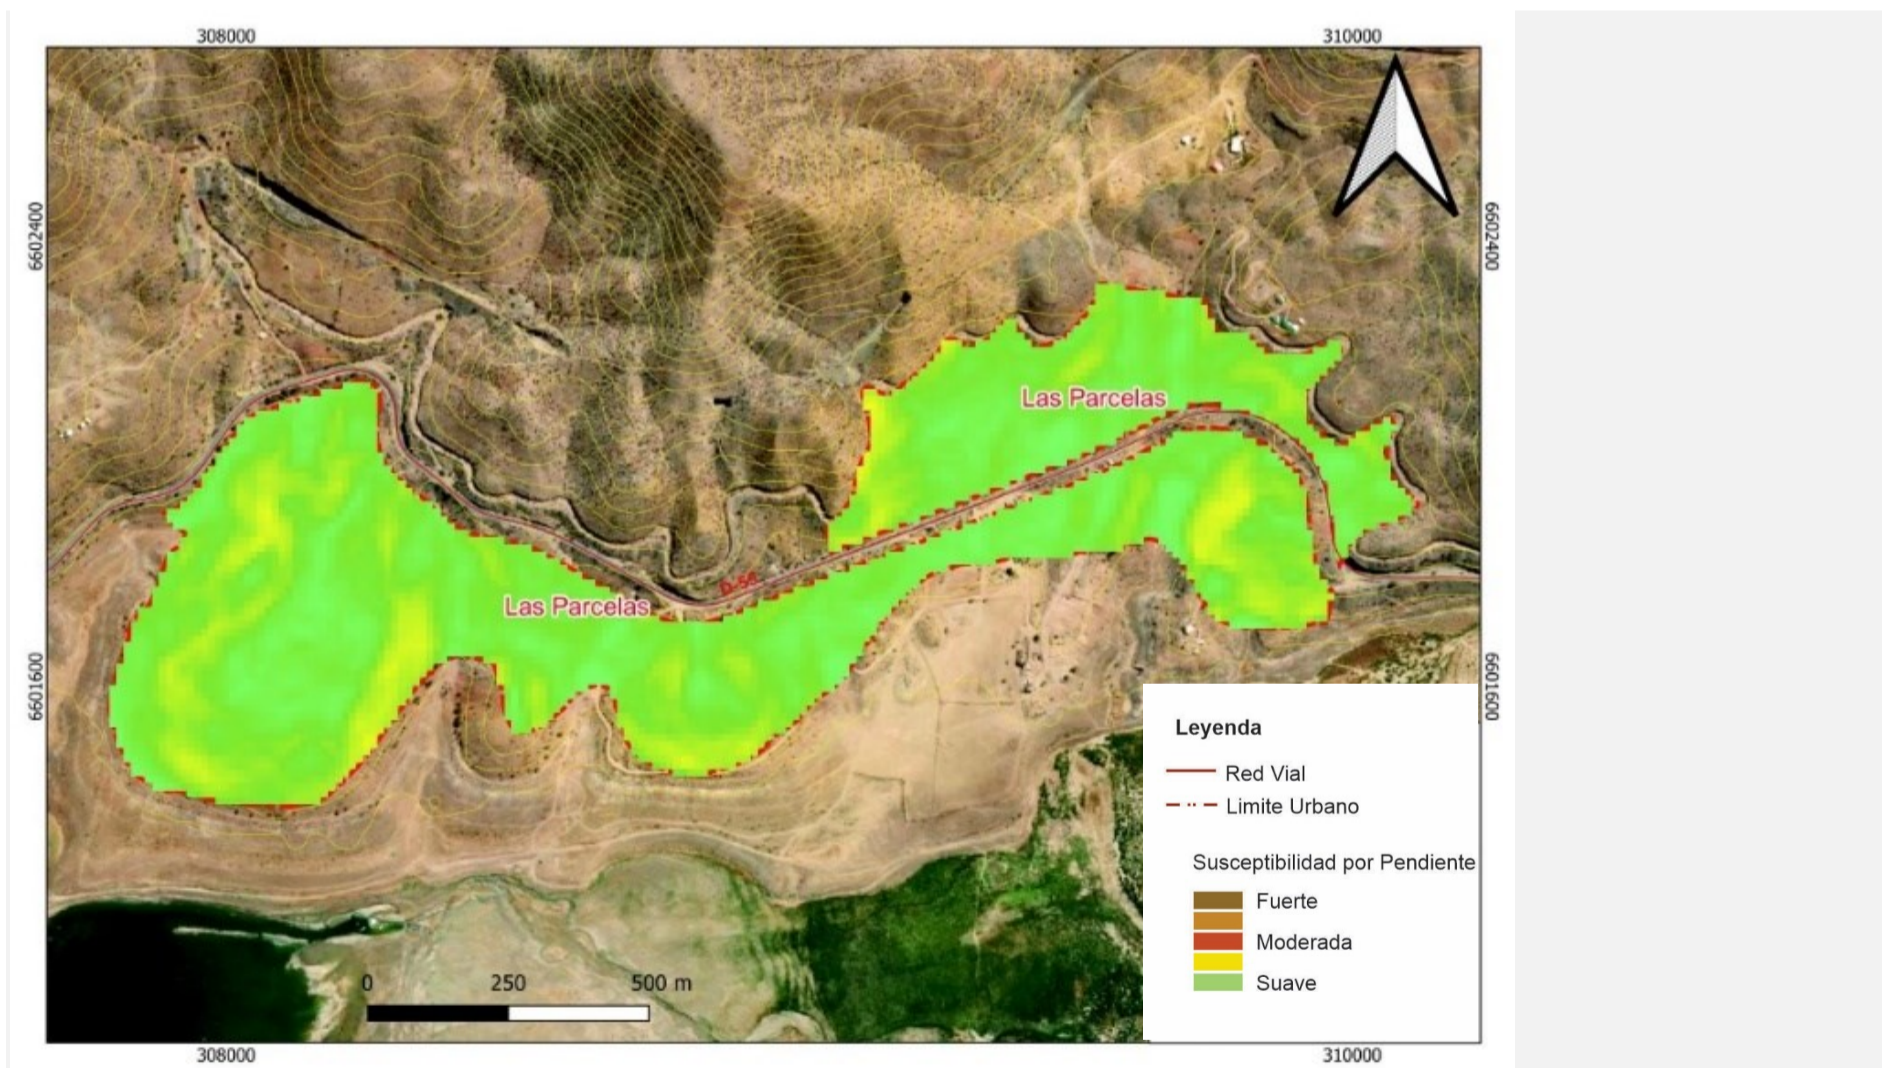 308000
310000
6602400
6602400
Las Parcelas
D-56
Las Parcelas
6601600
6601600
Leyenda
Red Vial
Limite Urbano
Susceptibilidad por Pendiente
Fuerte
Moderada
Suave
0 250 500 m
308000
310000